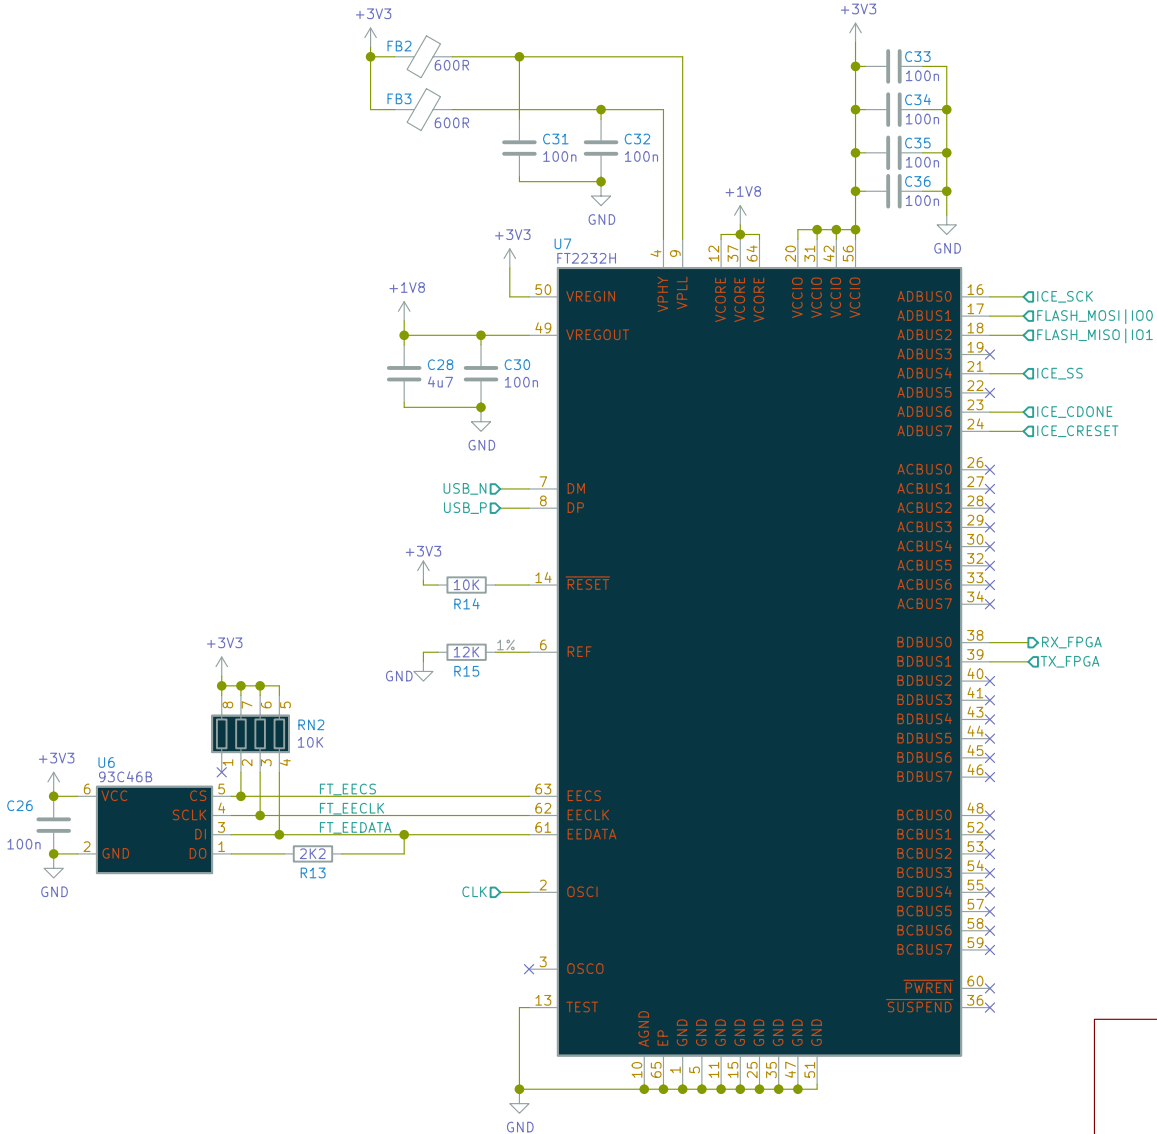 +3V3
FB2
600R
FB3
600R
C31
100n
C32
100n
GND
+3V3
C33
100n
C34
100n
C35
100n
C36
100n
GND
+1V8
+3V3
U7
FT2232H
4 VPHY
9 VPLL
12 VCORE
37 VCORE
64 VCORE
20 VCCIO
31 VCCIO
42 VCCIO
56 VCCIO
50 VREGIN
49 VREGOUT
+1V8
C28
4u7
C30
100n
GND
USB_N 7 DM
USB_P 8 DP
+3V3
10K
R14
14 RESET
GND
12K
R15
1%
6 REF
+3V3
8 7 6 5
RN2
10K
1 2 3 4
+3V3
C26
100n
GND
U6
93C46B
6 VCC
2 GND
CS 5
SCLK 4
DI 3
DO 1
FT_EECS
FT_EECLK
FT_EEDATA
2K2
R13
63 EECS
62 EECLK
61 EEDATA
CLK 2 OSCI
3 OSCO
13 TEST
ADBUS0 16 ICE_SCK
ADBUS1 17 FLASH_MOSI|IO0
ADBUS2 18 FLASH_MISO|IO1
ADBUS3 19
ADBUS4 21 ICE_SS
ADBUS5 22
ADBUS6 23 ICE_CDONE
ADBUS7 24 ICE_CRESET
ACBUS0 26
ACBUS1 27
ACBUS2 28
ACBUS3 29
ACBUS4 30
ACBUS5 32
ACBUS6 33
ACBUS7 34
BDBUS0 38 RX_FPGA
BDBUS1 39 TX_FPGA
BDBUS2 40
BDBUS3 41
BDBUS4 43
BDBUS5 44
BDBUS6 45
BDBUS7 46
BCBUS0 48
BCBUS1 52
BCBUS2 53
BCBUS3 54
BCBUS4 55
BCBUS5 57
BCBUS6 58
BCBUS7 59
PWREN 60
SUSPEND 36
AGND 10
EP 65
GND 1
GND 5
GND 11
GND 15
GND 25
GND 35
GND 47
GND 51
GND